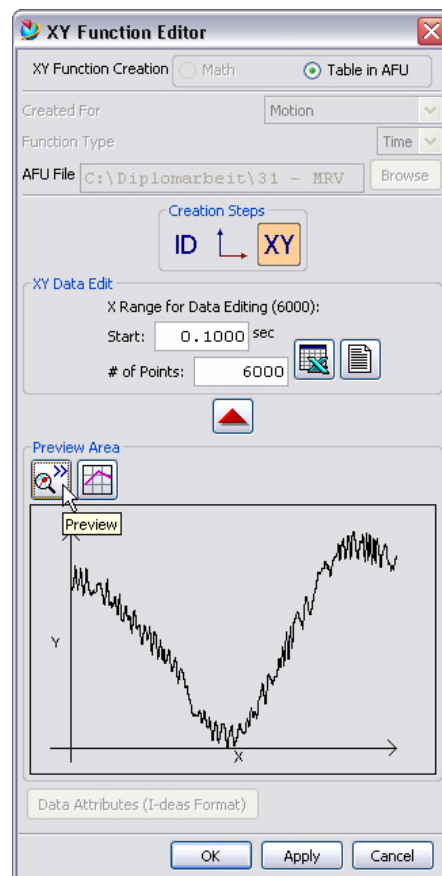 XY Function Editor
XY Function Creation Math Table in AFU
Created For Motion
Function Type Time
AFU File C:\Diplomarbeit\31 - MRV Browse
Creation Steps
ID XY
XY Data Edit
X Range for Data Editing (6000):
Start: 0.1000 sec
# of Points: 6000
Preview Area
Preview
Y
X
Data Attributes (I-deas Format)
OK Apply Cancel